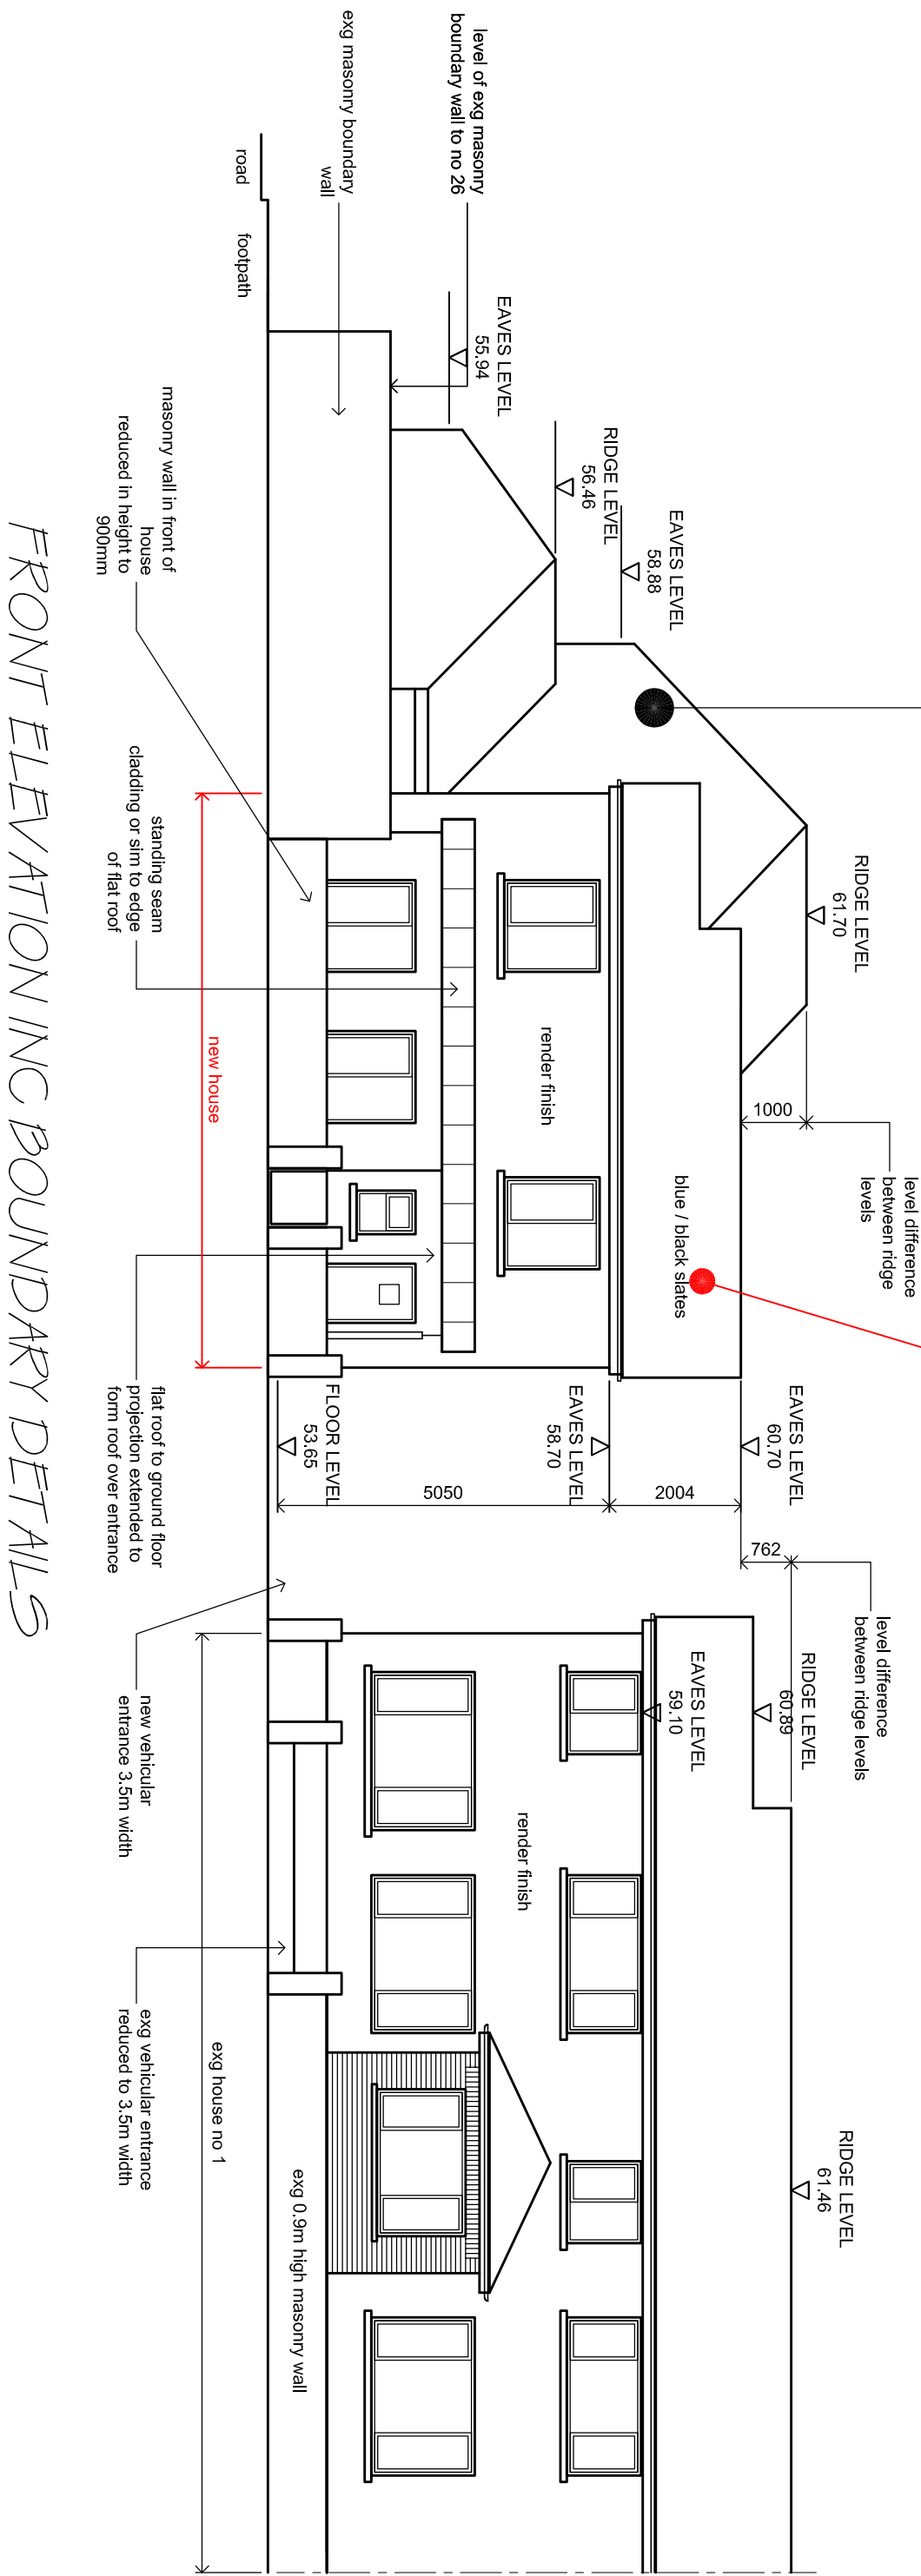 level of exg masonry
boundary wall to no 26
exg masonry boundary
wall
road
footpath
EAVES LEVEL
55.94
RIDGE LEVEL
56.46
EAVES LEVEL
58.88
RIDGE LEVEL
61.70
1000
level difference
between ridge
levels
masonry wall in front of
house
reduced in height to
900mm
standing seam
cladding or sim to edge
of flat roof
new house
render finish
blue / black slates
flat roof to ground floor
projection extended to
form roof over entrance
FLOOR LEVEL
53.65
EAVES LEVEL
58.70
EAVES LEVEL
60.70
5050
2004
762
level difference
between ridge levels
new vehicular
entrance 3.5m width
EAVES LEVEL
59.10
RIDGE LEVEL
60.89
render finish
exg vehicular entrance
reduced to 3.5m width
exg house no 1
exg 0.9m high masonry wall
RIDGE LEVEL
61.46
FRONT ELEVATION INC BOUNDARY DETAILS